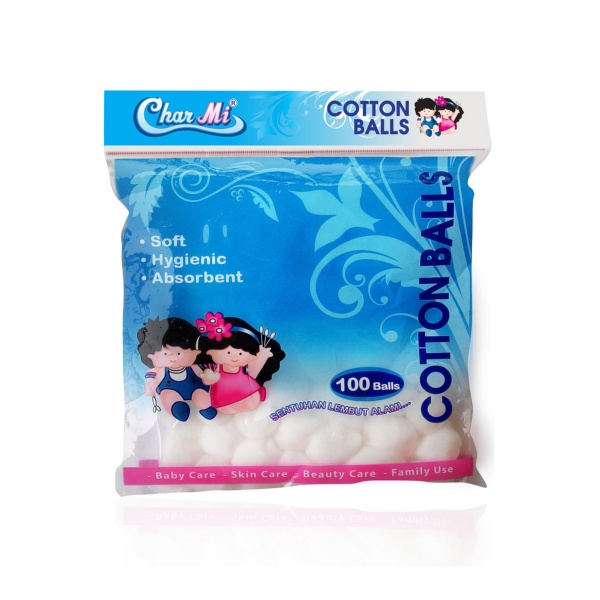 Char Mi®
COTTON
BALLS
• Soft
• Hygienic
• Absorbent
COTTON BALLS
100 Balls
SENTUHAN LEMBUT ALAMI...
- Baby Care - Skin Care - Beauty Care - Family Use